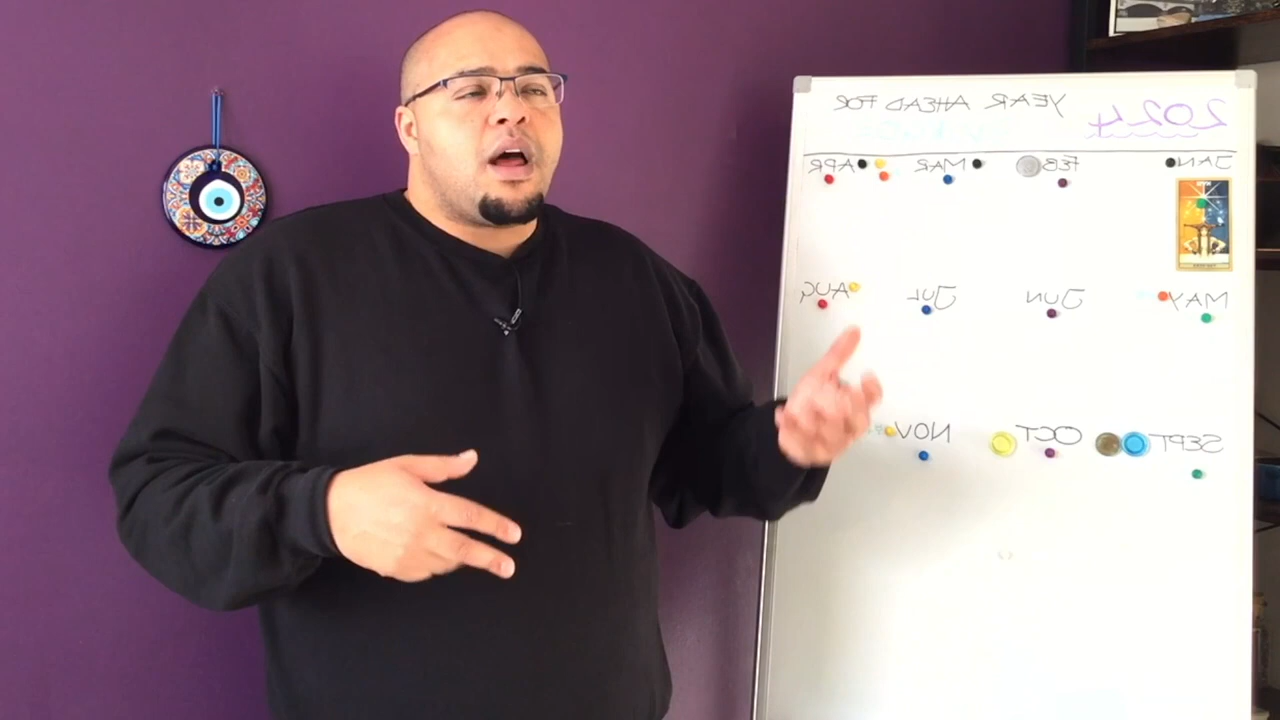 2024 YEAR AHEAD FOR
JAN FEB MAR APR
MAY JUN JUL AUG
SEPT OCT NOV